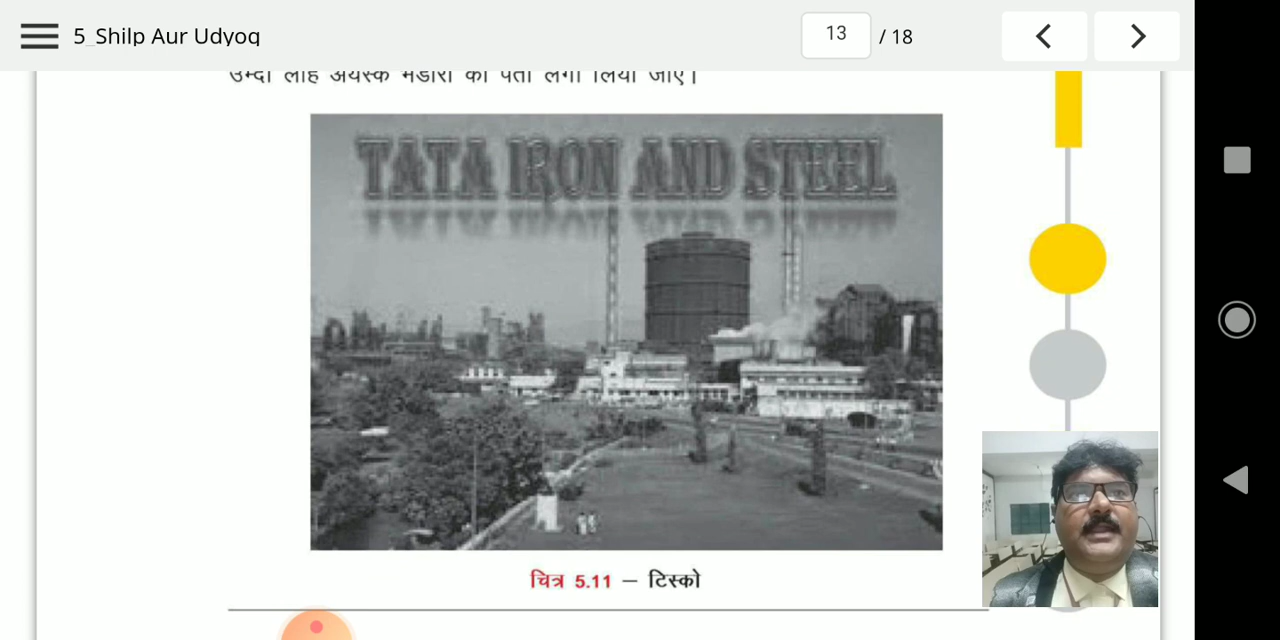 5_Shilp Aur Udyog
13 / 18
उम्दा लौह अयस्क भंडारों का पता लगा लिया जाए।
TATA IRON AND STEEL
चित्र 5.11 – टिस्को